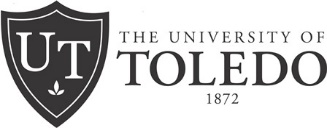 UT
THE UNIVERSITY OF
TOLEDO
1872